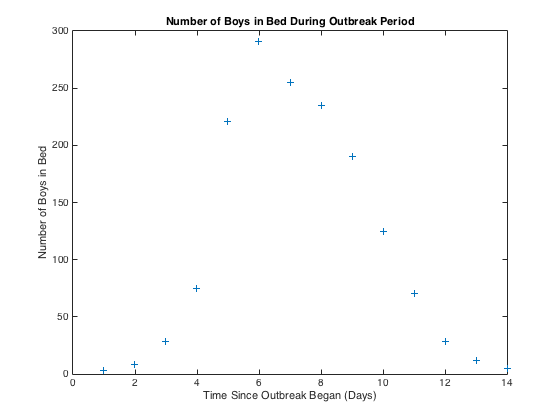 Number of Boys in Bed During Outbreak Period
300
250
200
150
100
50
0
Number of Boys in Bed
0 2 4 6 8 10 12 14
Time Since Outbreak Began (Days)